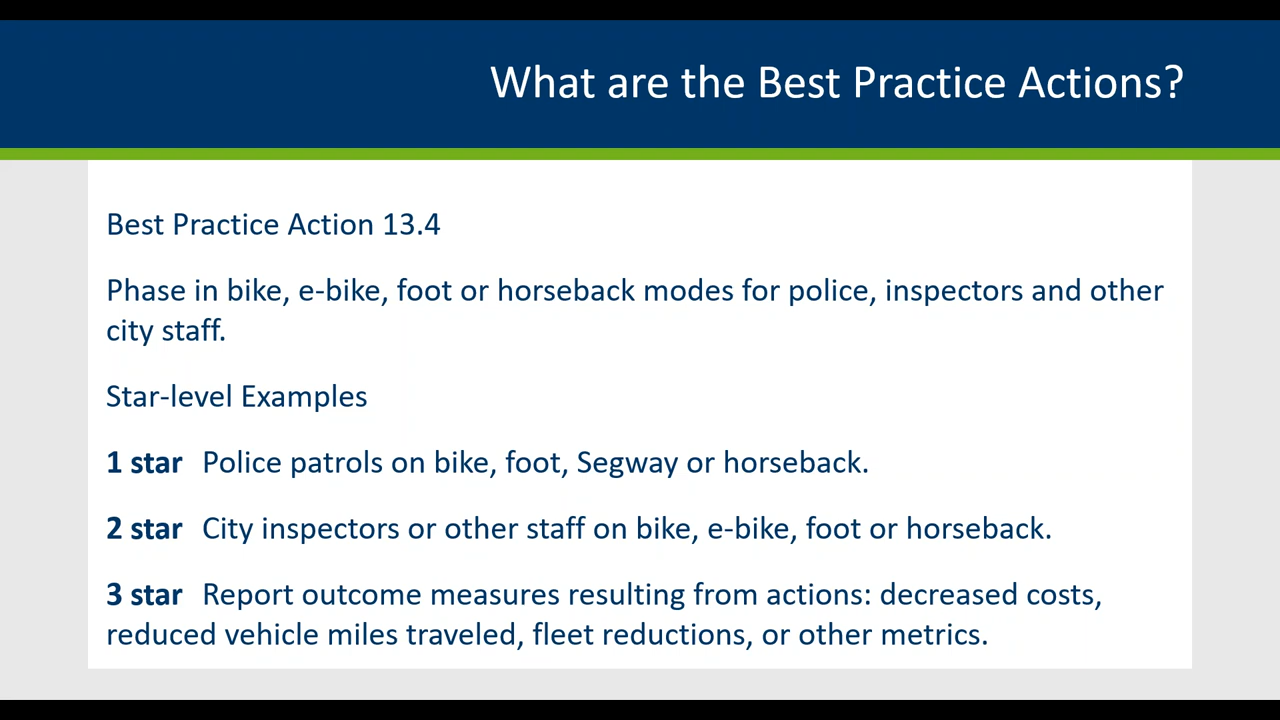 What are the Best Practice Actions?
Best Practice Action 13.4
Phase in bike, e-bike, foot or horseback modes for police, inspectors and other
city staff.
Star-level Examples
1 star Police patrols on bike, foot, Segway or horseback.
2 star City inspectors or other staff on bike, e-bike, foot or horseback.
3 star Report outcome measures resulting from actions: decreased costs,
reduced vehicle miles traveled, fleet reductions, or other metrics.